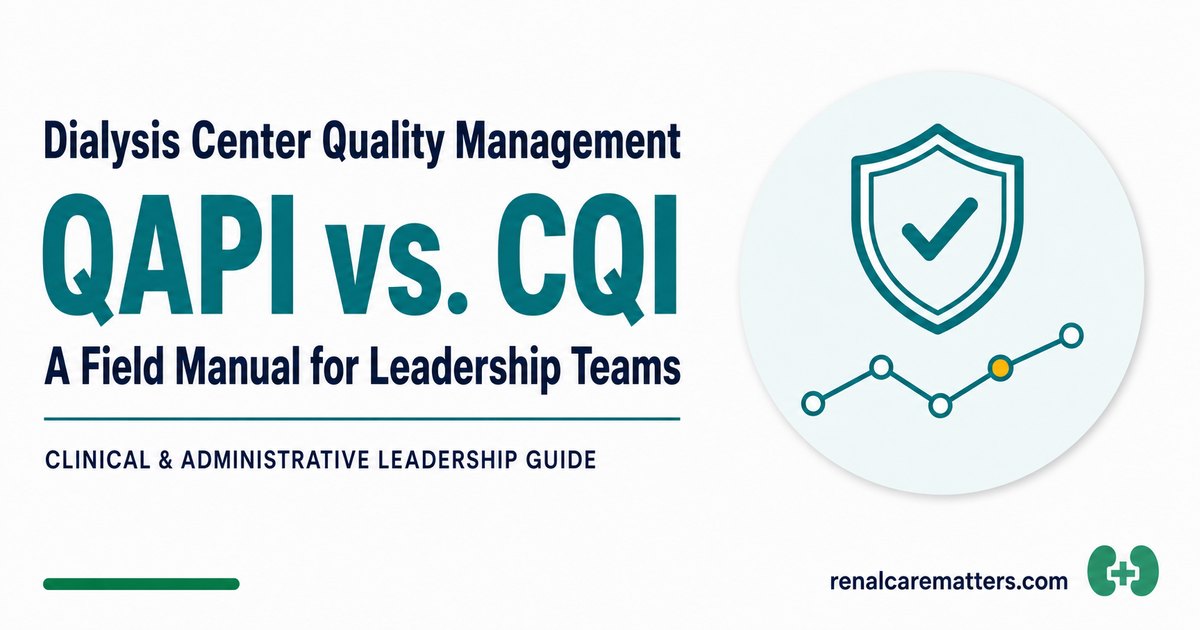 Dialysis Center Quality Management
QAPI vs. CQI
A Field Manual for Leadership Teams
CLINICAL & ADMINISTRATIVE LEADERSHIP GUIDE
renalcarematters.com